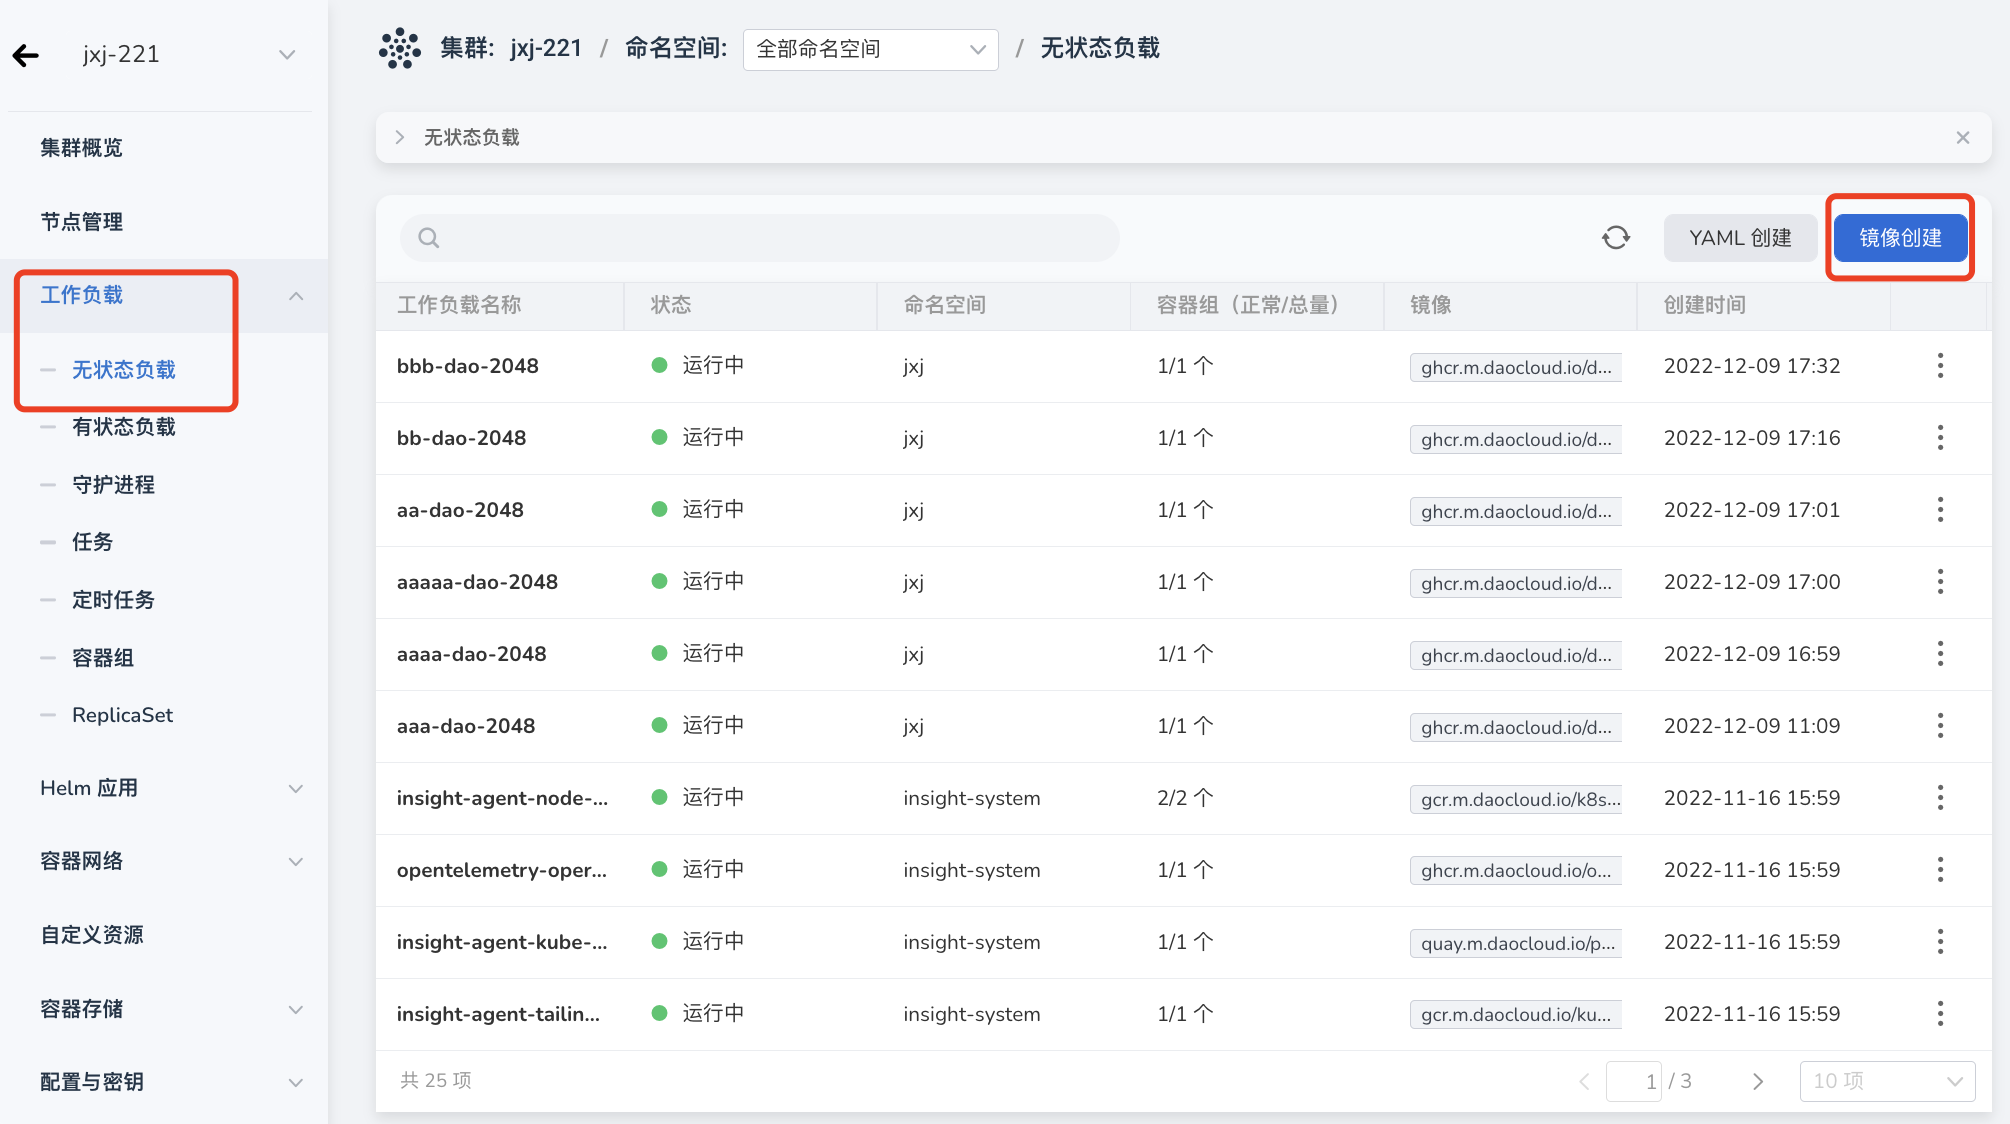 jxj-221
集群概览
节点管理
工作负载
无状态负载
有状态负载
守护进程
任务
定时任务
容器组
ReplicaSet
Helm 应用
容器网络
自定义资源
容器存储
配置与密钥
集群: jxj-221 / 命名空间: 全部命名空间 / 无状态负载
无状态负载
YAML 创建 镜像创建
工作负载名称 状态 命名空间 容器组（正常/总量） 镜像 创建时间
bbb-dao-2048 运行中 jxj 1/1 个 ghcr.m.daocloud.io/d... 2022-12-09 17:32
bb-dao-2048 运行中 jxj 1/1 个 ghcr.m.daocloud.io/d... 2022-12-09 17:16
aa-dao-2048 运行中 jxj 1/1 个 ghcr.m.daocloud.io/d... 2022-12-09 17:01
aaaaa-dao-2048 运行中 jxj 1/1 个 ghcr.m.daocloud.io/d... 2022-12-09 17:00
aaaa-dao-2048 运行中 jxj 1/1 个 ghcr.m.daocloud.io/d... 2022-12-09 16:59
aaa-dao-2048 运行中 jxj 1/1 个 ghcr.m.daocloud.io/d... 2022-12-09 11:09
insight-agent-node-... 运行中 insight-system 2/2 个 gcr.m.daocloud.io/k8s... 2022-11-16 15:59
opentelemetry-oper... 运行中 insight-system 1/1 个 ghcr.m.daocloud.io/o... 2022-11-16 15:59
insight-agent-kube-... 运行中 insight-system 1/1 个 quay.m.daocloud.io/p... 2022-11-16 15:59
insight-agent-tailin... 运行中 insight-system 1/1 个 gcr.m.daocloud.io/ku... 2022-11-16 15:59
共 25 项 1 / 3 10 项